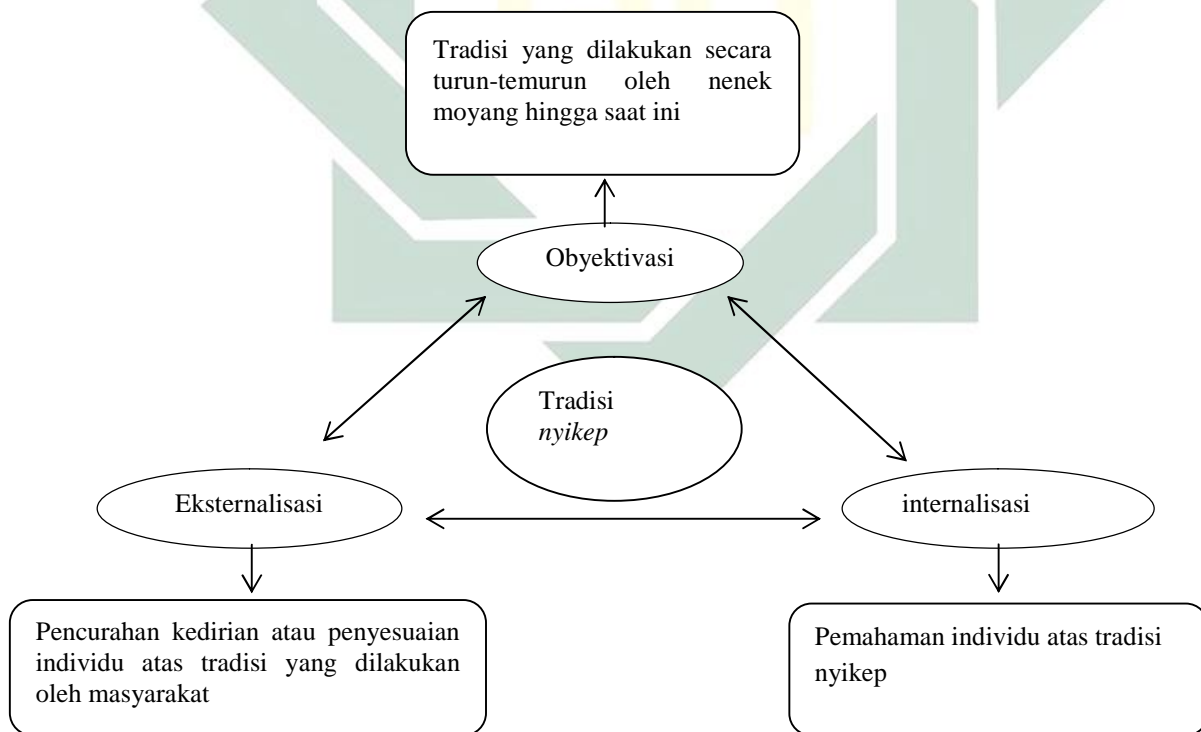 Tradisi yang dilakukan secara
turun-temurun oleh nenek
moyang hingga saat ini
Obyektivasi
Tradisi
nyikep
Eksternalisasi
internalisasi
Pencurahan kedirian atau penyesuaian
individu atas tradisi yang dilakukan
oleh masyarakat
Pemahaman individu atas tradisi
nyikep